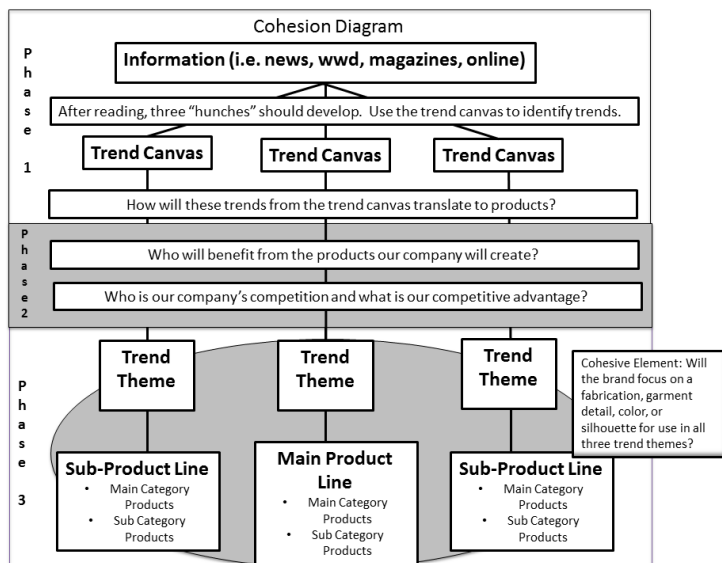 Cohesion Diagram
Phase 1
Information (i.e. news, wwd, magazines, online)
After reading, three “hunches” should develop.  Use the trend canvas to identify trends.
Trend Canvas
Trend Canvas
Trend Canvas
How will these trends from the trend canvas translate to products?
Phase2
Who will benefit from the products our company will create?
Who is our company’s competition and what is our competitive advantage?
Phase 3
Trend
Theme
Trend
Theme
Trend
Theme
Cohesive Element: Will
the brand focus on a
fabrication, garment
detail, color, or
silhouette for use in all
three trend themes?
Sub-Product Line
• Main Category
Products
• Sub Category
Products
Main Product
Line
• Main Category
Products
• Sub Category
Products
Sub-Product Line
• Main Category
Products
• Sub Category
Products